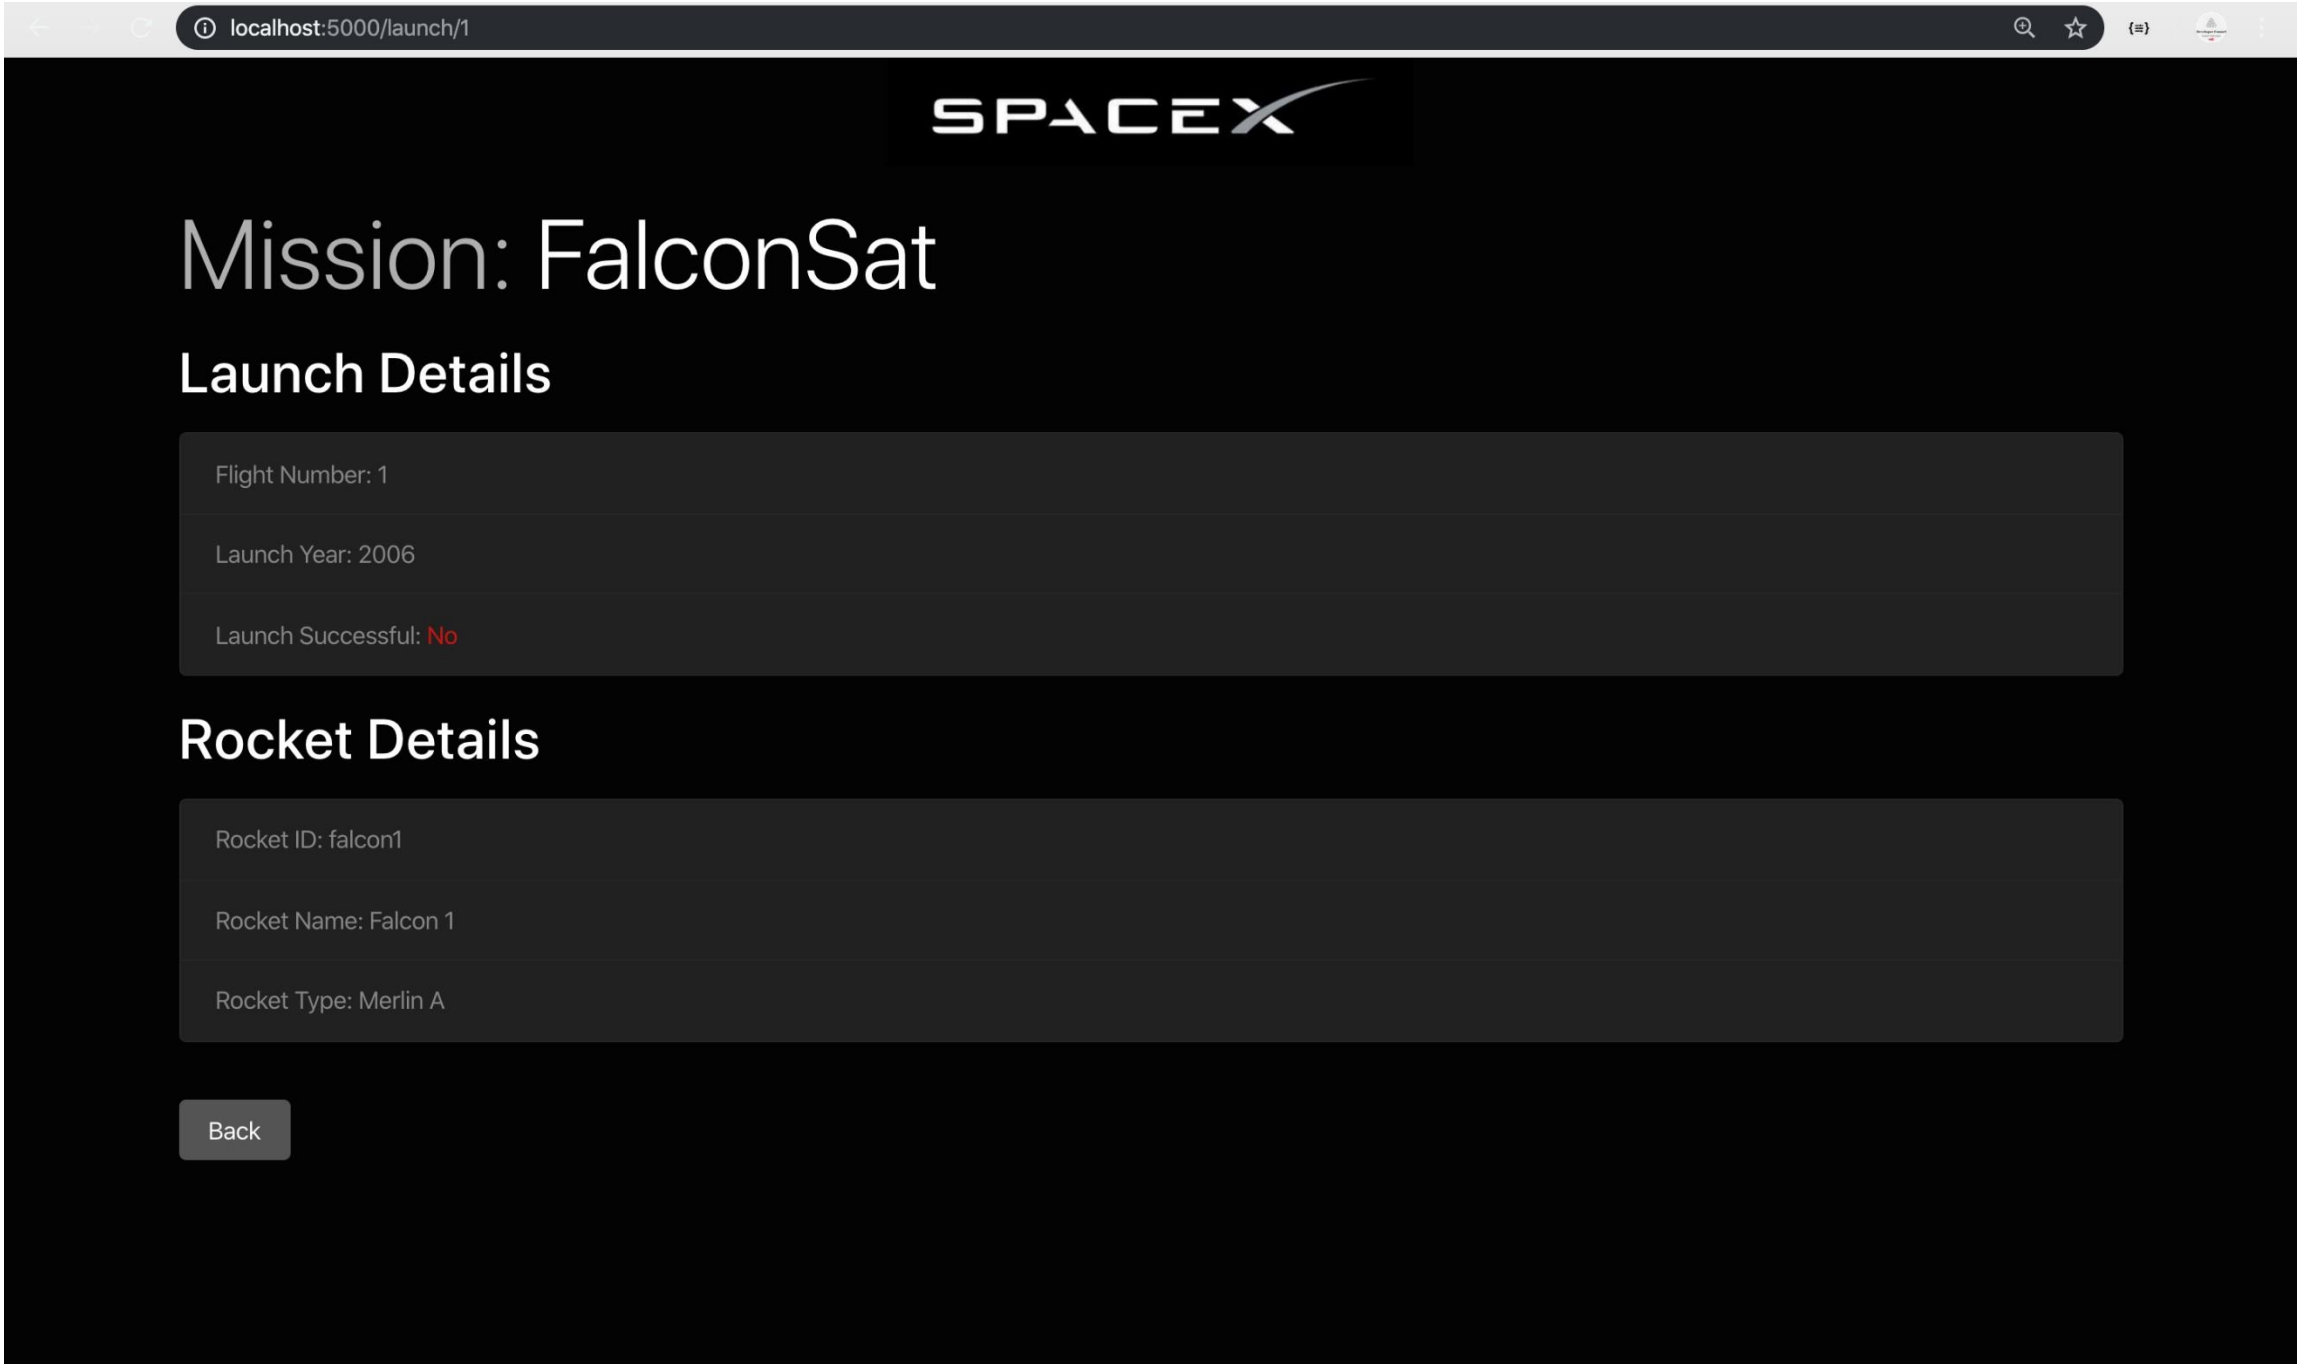 localhost:5000/launch/1
SPACEX
Mission: FalconSat
Launch Details
Flight Number: 1
Launch Year: 2006
Launch Successful: No
Rocket Details
Rocket ID: falcon1
Rocket Name: Falcon 1
Rocket Type: Merlin A
Back